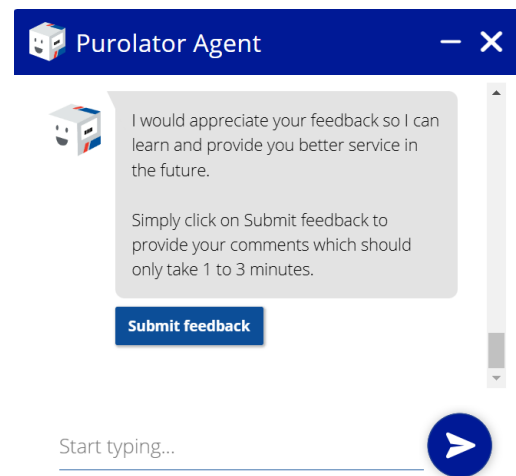 Purolator Agent
I would appreciate your feedback so I can
learn and provide you better service in
the future.
Simply click on Submit feedback to
provide your comments which should
only take 1 to 3 minutes.
Submit feedback
Start typing...